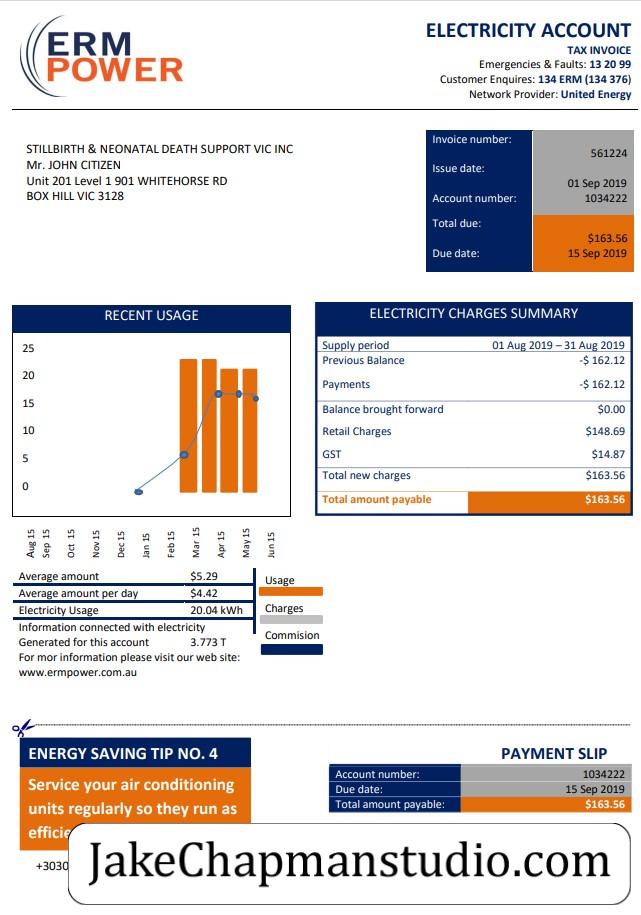 ERM
POWER
ELECTRICITY ACCOUNT
TAX INVOICE
Emergencies & Faults: 13 20 99
Customer Enquires: 134 ERM (134 376)
Network Provider: United Energy
STILLBIRTH & NEONATAL DEATH SUPPORT VIC INC
Mr. JOHN CITIZEN
Unit 201 Level 1 901 WHITEHORSE RD
BOX HILL VIC 3128
Invoice number:
561224
Issue date:
01 Sep 2019
Account number: 1034222
Total due:
$163.56
Due date: 15 Sep 2019
RECENT USAGE
25
20
15
10
5
0
Aug 15 Sep 15 Oct 15 Nov 15 Dec 15 Jan 15 Feb 15 Mar 15 Apr 15 May 15 Jun 15
ELECTRICITY CHARGES SUMMARY
Supply period 01 Aug 2019 – 31 Aug 2019
Previous Balance -$ 162.12
Payments -$ 162.12
Balance brought forward $0.00
Retail Charges $148.69
GST $14.87
Total new charges $163.56
Total amount payable $163.56
Average amount $5.29
Average amount per day $4.42
Electricity Usage 20.04 kWh
Information connected with electricity
Generated for this account 3.773 T
For mor information please visit our web site:
www.ermpower.com.au
Usage
Charges
Commision
ENERGY SAVING TIP NO. 4
Service your air conditioning
units regularly so they run as
efficie
+3030
PAYMENT SLIP
Account number: 1034222
Due date: 15 Sep 2019
Total amount payable: $163.56
JakeChapmanstudio.com